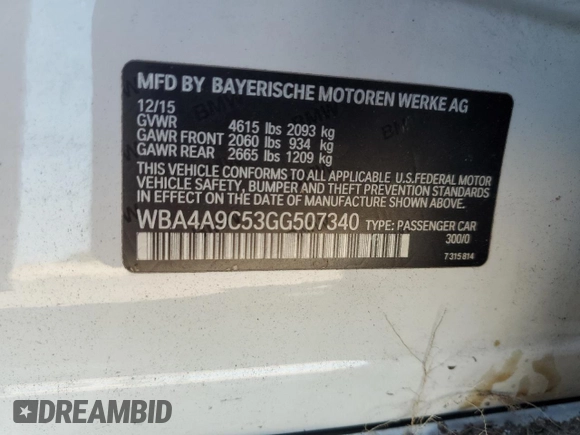 MFD BY BAYERISCHE MOTOREN WERKE AG
12/15
GVWR 4615 lbs 2093 kg
GAWR FRONT 2060 lbs 934 kg
GAWR REAR 2665 lbs 1209 kg
THIS VEHICLE CONFORMS TO ALL APPLICABLE U.S.FEDERAL MOTOR
VEHICLE SAFETY, BUMPER AND THEFT PREVENTION STANDARDS
IN EFFECT ON THE DATE OF MANUFACTURE SHOWN ABOVE.
WBA4A9C53GG507340 TYPE: PASSENGER CAR
300/0
7 315 814
DREAMBID